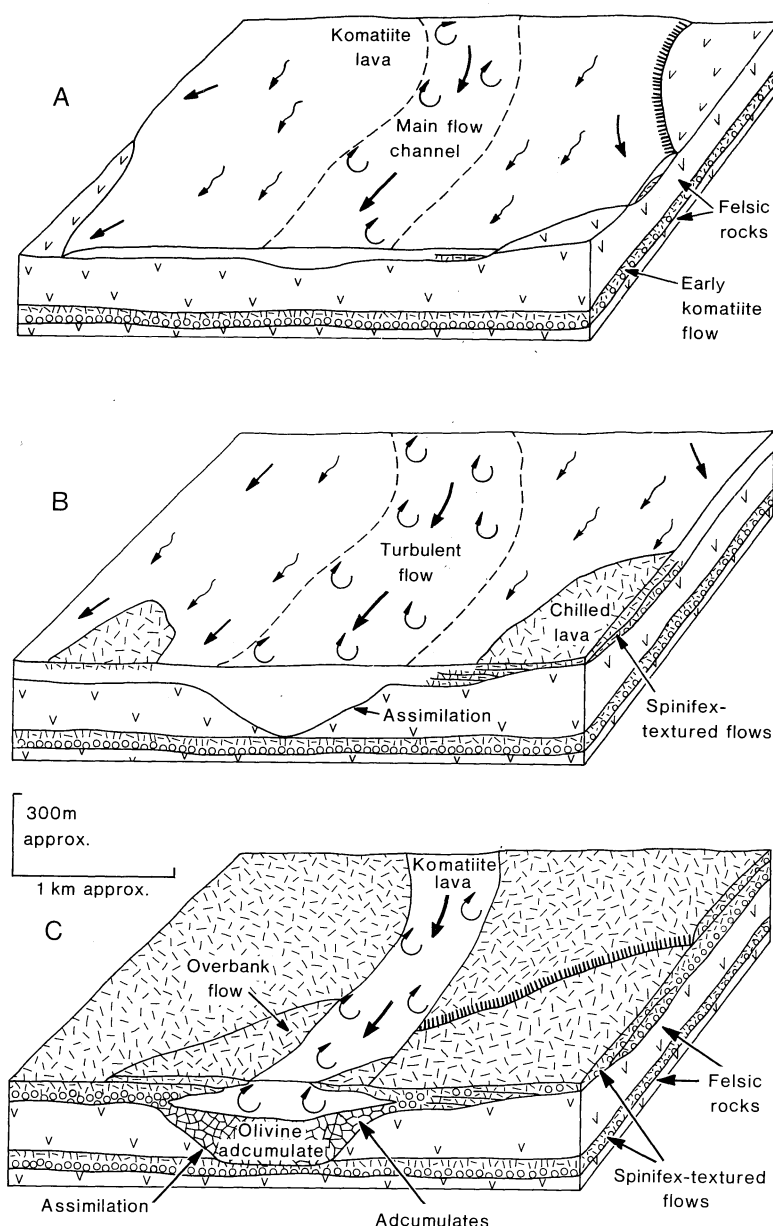 Komatiite
lava
A
Main flow
channel
Felsic
rocks
Early
komatiite
flow
B
Turbulent
flow
Chilled
lava
Assimilation
Spinifex-
textured flows
300m
approx.
1 km approx.
Komatiite
lava
C
Overbank
flow
Felsic
rocks
Olivine
adcumulate
Spinifex-textured
flows
Assimilation
Adcumulates